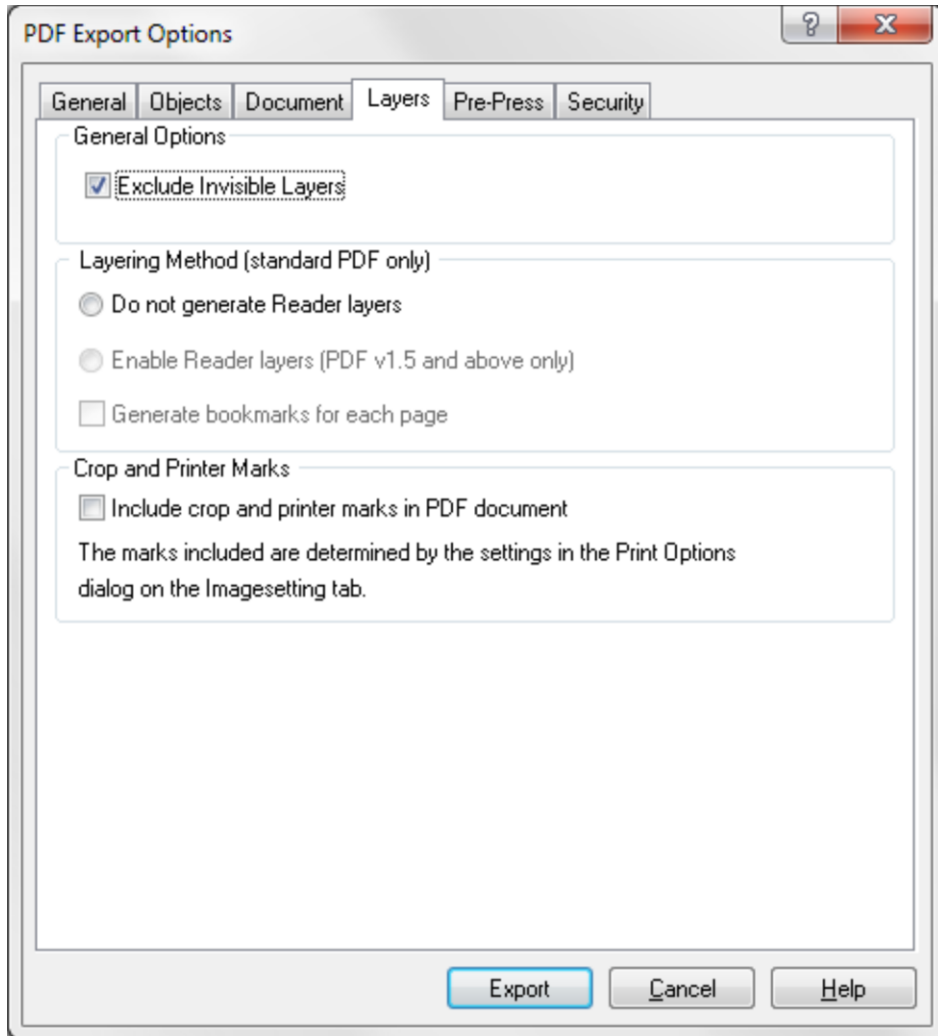 PDF Export Options
General Objects Document Layers Pre-Press Security
General Options
Exclude Invisible Layers
Layering Method (standard PDF only)
Do not generate Reader layers
Enable Reader layers (PDF v1.5 and above only)
Generate bookmarks for each page
Crop and Printer Marks
Include crop and printer marks in PDF document
The marks included are determined by the settings in the Print Options
dialog on the Imagesetting tab.
Export Cancel Help